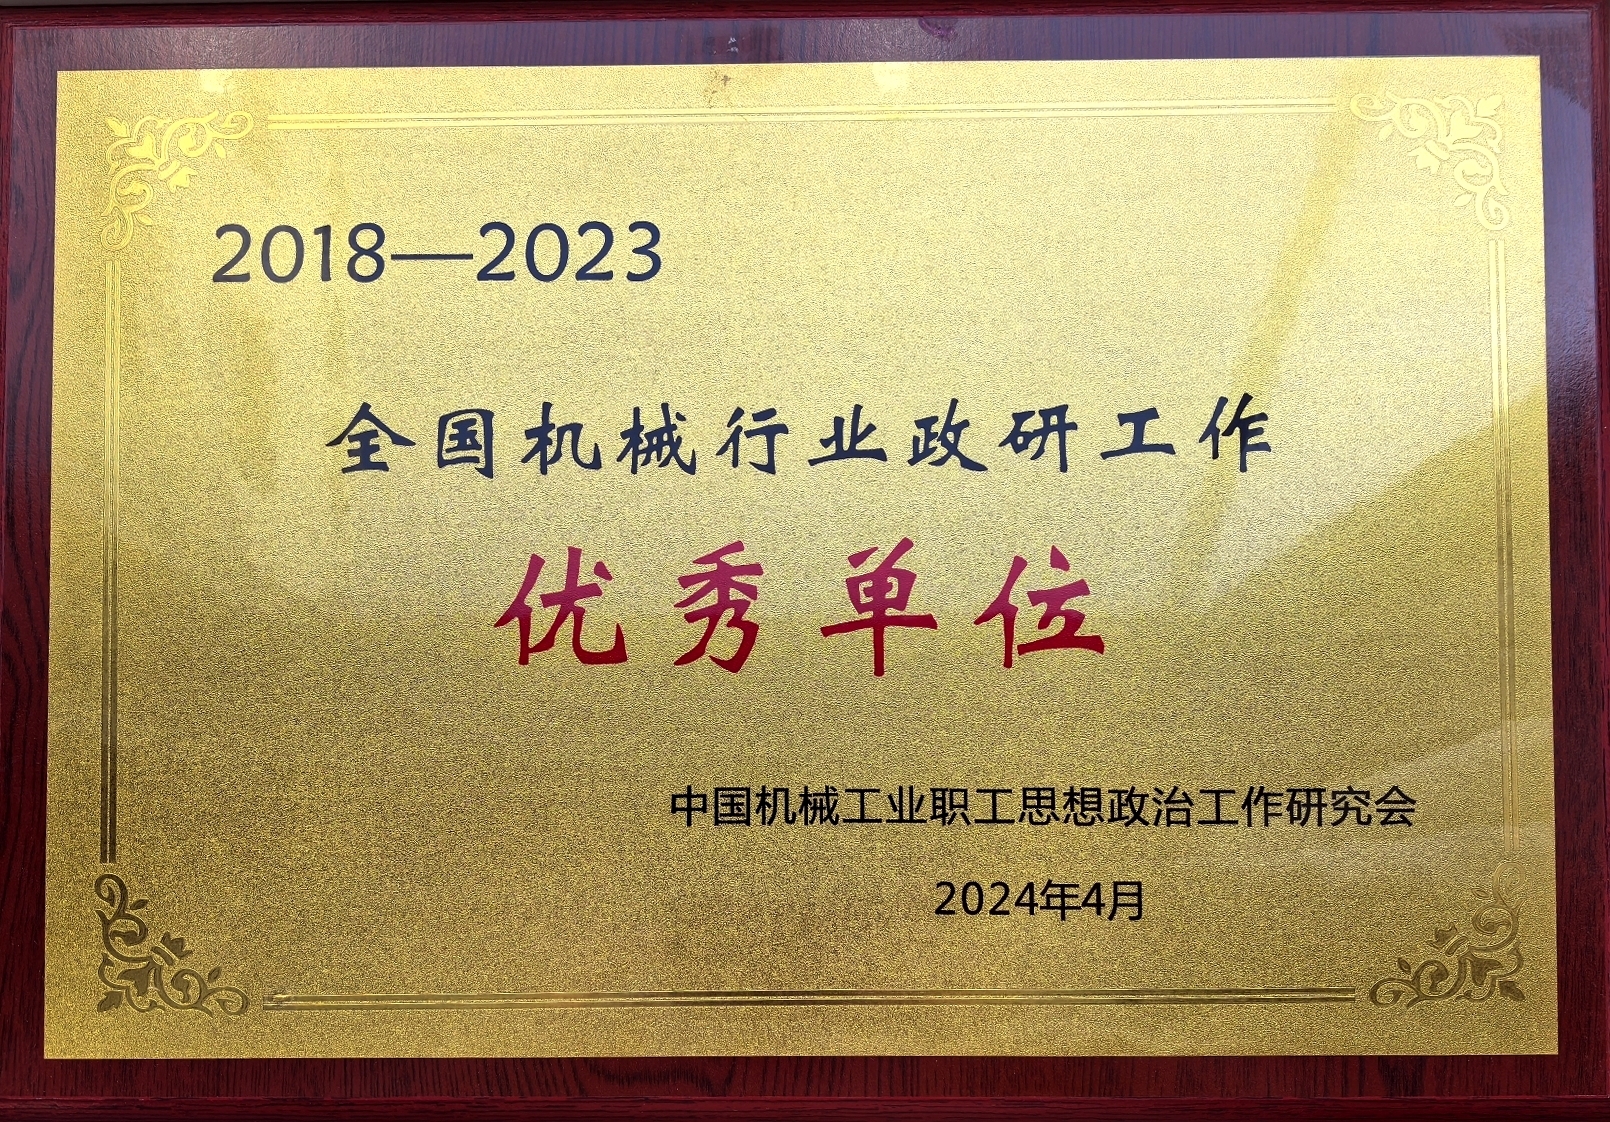 2018—2023
全国机械行业政研工作
优秀单位
中国机械工业职工思想政治工作研究会
2024年4月